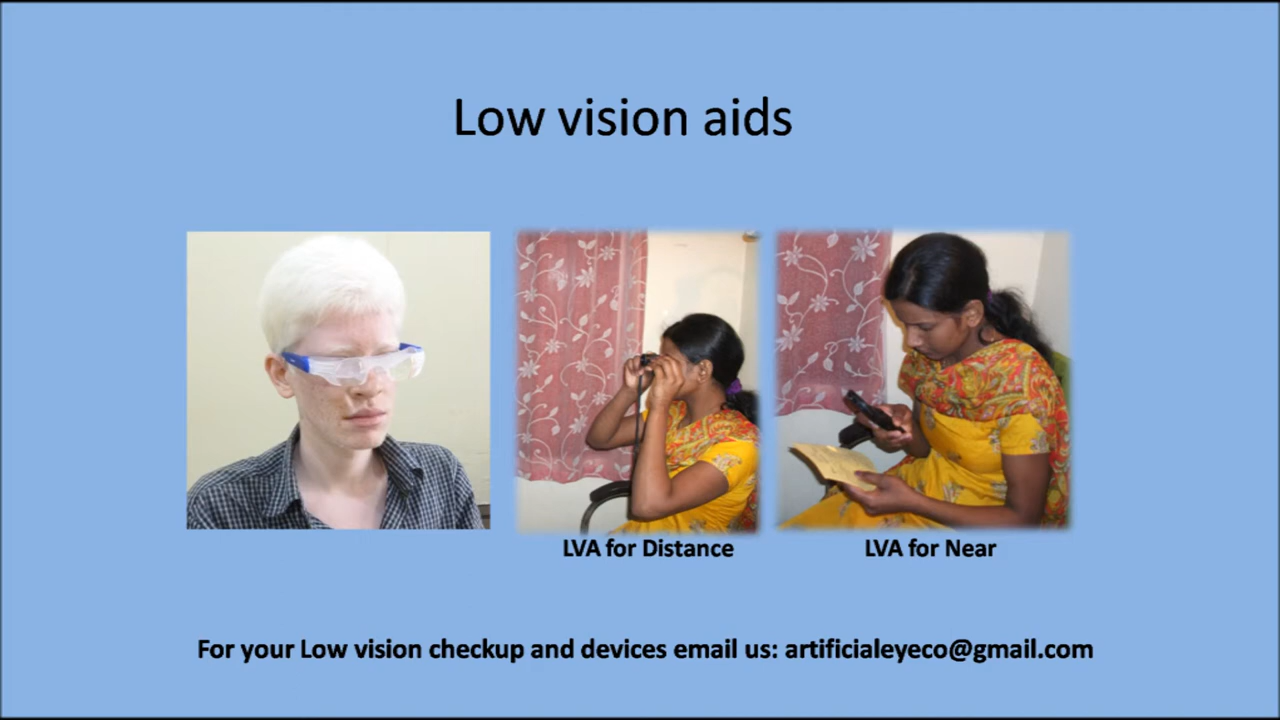 Low vision aids
LVA for Distance
LVA for Near
For your Low vision checkup and devices email us: artificialeyeco@gmail.com